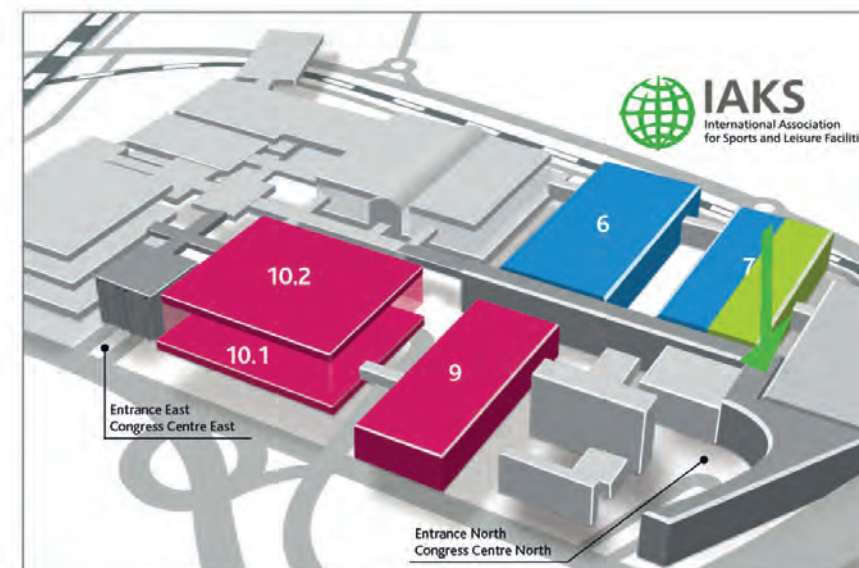 IAKS
International Association
for Sports and Leisure Faciliti
6
7
10.2
10.1
9
Entrance East
Congress Centre East
Entrance North
Congress Centre North